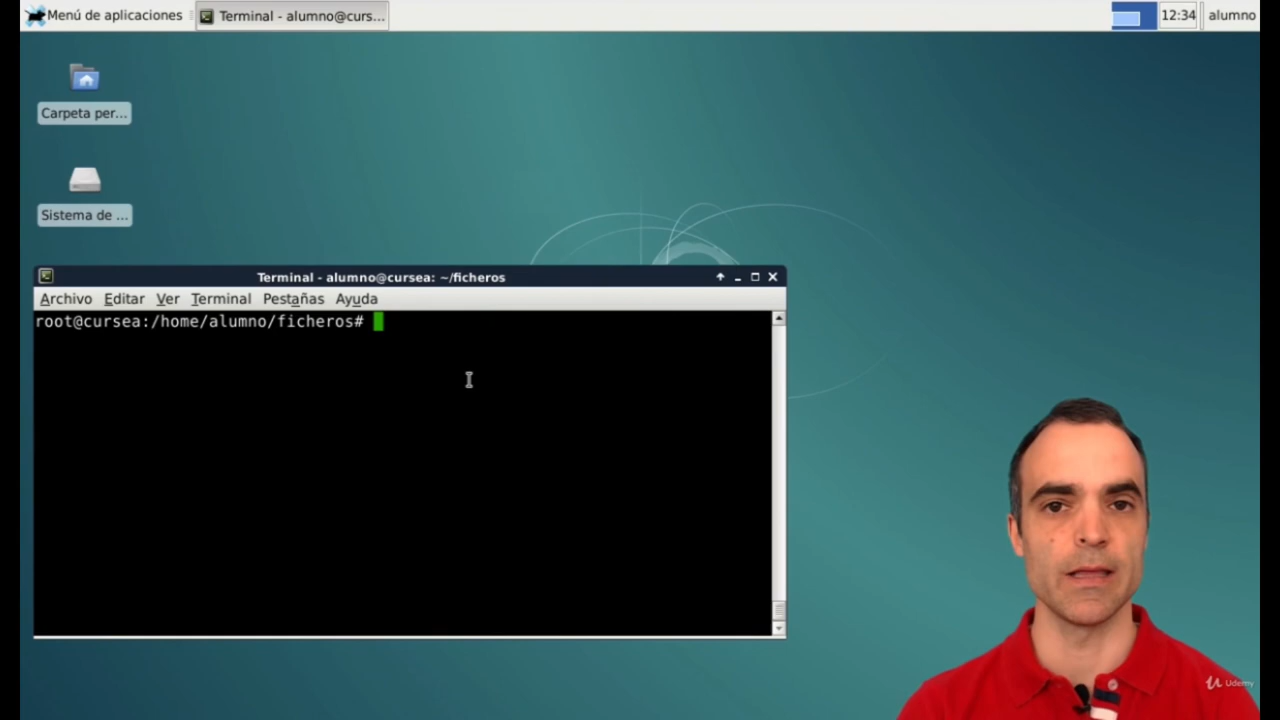 Menú de aplicaciones
Terminal - alumno@curs...
12:34
alumno
Carpeta per...
Sistema de ...
Terminal - alumno@cursea: ~/ficheros
Archivo Editar Ver Terminal Pestañas Ayuda
root@cursea:/home/alumno/ficheros#
Udemy